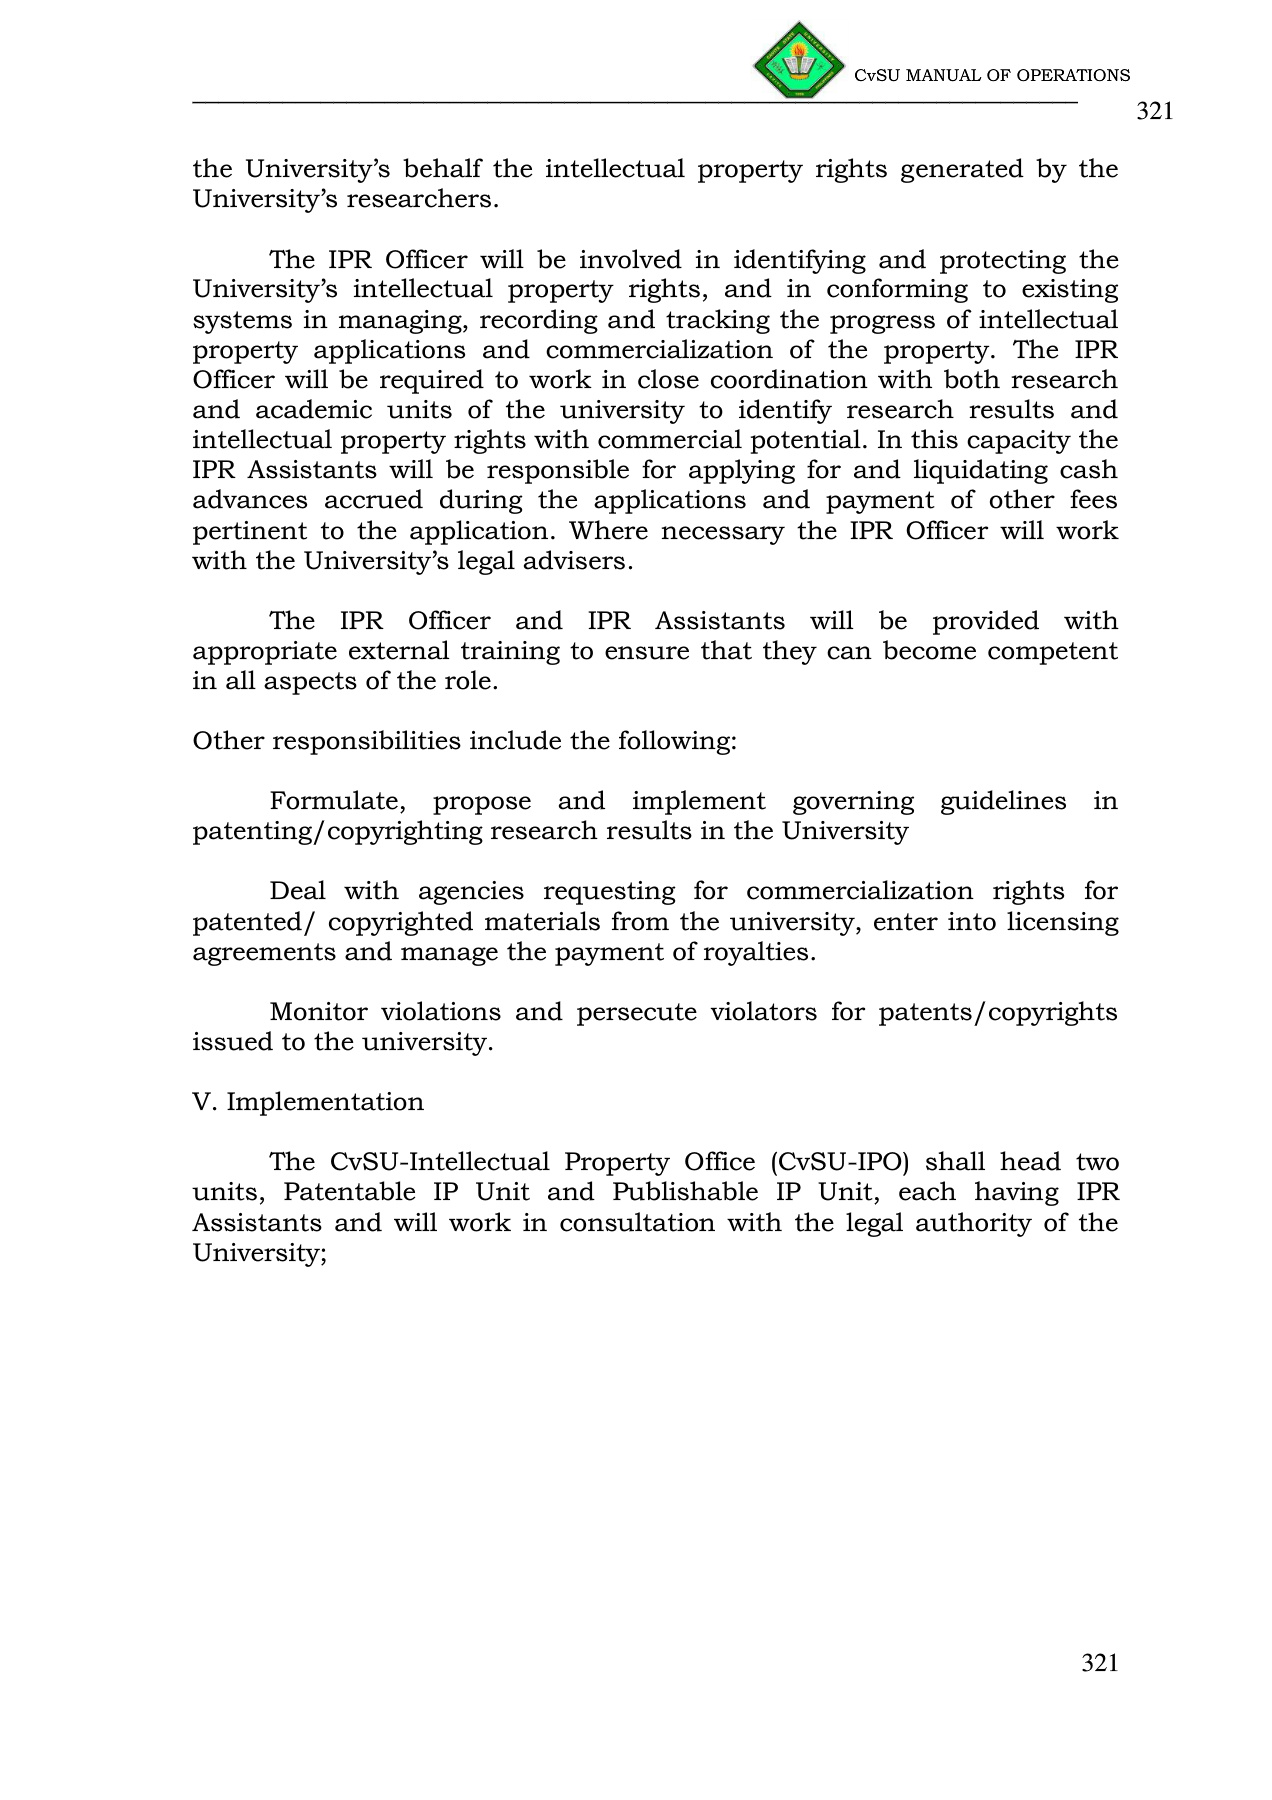 CvSU MANUAL OF OPERATIONS
321
the University’s behalf the intellectual property rights generated by the
University’s researchers.
The IPR Officer will be involved in identifying and protecting the
University’s intellectual property rights, and in conforming to existing
systems in managing, recording and tracking the progress of intellectual
property applications and commercialization of the property. The IPR
Officer will be required to work in close coordination with both research
and academic units of the university to identify research results and
intellectual property rights with commercial potential. In this capacity the
IPR Assistants will be responsible for applying for and liquidating cash
advances accrued during the applications and payment of other fees
pertinent to the application. Where necessary the IPR Officer will work
with the University’s legal advisers.
The IPR Officer and IPR Assistants will be provided with
appropriate external training to ensure that they can become competent
in all aspects of the role.
Other responsibilities include the following:
Formulate, propose and implement governing guidelines in
patenting/copyrighting research results in the University
Deal with agencies requesting for commercialization rights for
patented/ copyrighted materials from the university, enter into licensing
agreements and manage the payment of royalties.
Monitor violations and persecute violators for patents/copyrights
issued to the university.
V. Implementation
The CvSU-Intellectual Property Office (CvSU-IPO) shall head two
units, Patentable IP Unit and Publishable IP Unit, each having IPR
Assistants and will work in consultation with the legal authority of the
University;
321